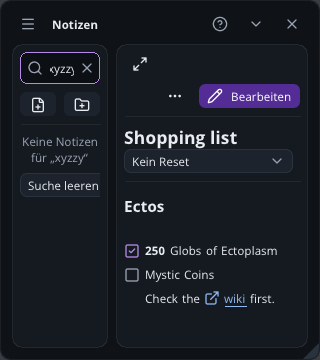 Notizen
xyzzy
Keine Notizen
für „xyzzy“
Suche leeren
Bearbeiten
Shopping list
Kein Reset
Ectos
250 Globs of Ectoplasm
Mystic Coins
Check the wiki first.